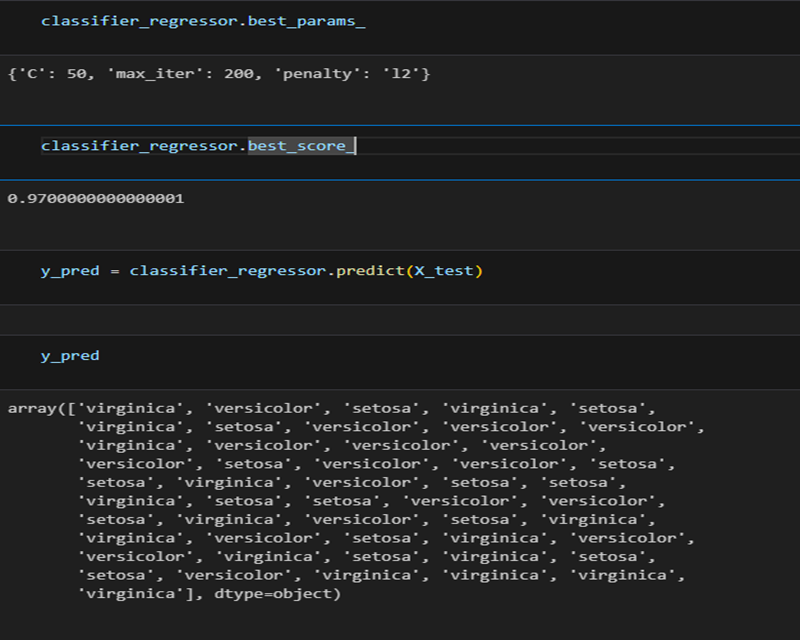 classifier_regressor.best_params_
{'C': 50, 'max_iter': 200, 'penalty': 'l2'}
classifier_regressor.best_score_
0.9700000000000001
y_pred = classifier_regressor.predict(X_test)
y_pred
array(['virginica', 'versicolor', 'setosa', 'virginica', 'setosa',
'virginica', 'setosa', 'versicolor', 'versicolor', 'versicolor',
'virginica', 'versicolor', 'versicolor', 'versicolor',
'versicolor', 'setosa', 'versicolor', 'versicolor', 'setosa',
'setosa', 'virginica', 'versicolor', 'setosa', 'setosa',
'virginica', 'setosa', 'setosa', 'versicolor', 'versicolor',
'setosa', 'virginica', 'versicolor', 'setosa', 'virginica',
'virginica', 'versicolor', 'setosa', 'virginica', 'versicolor',
'versicolor', 'virginica', 'setosa', 'virginica', 'setosa',
'setosa', 'versicolor', 'virginica', 'virginica', 'virginica',
'virginica'], dtype=object)